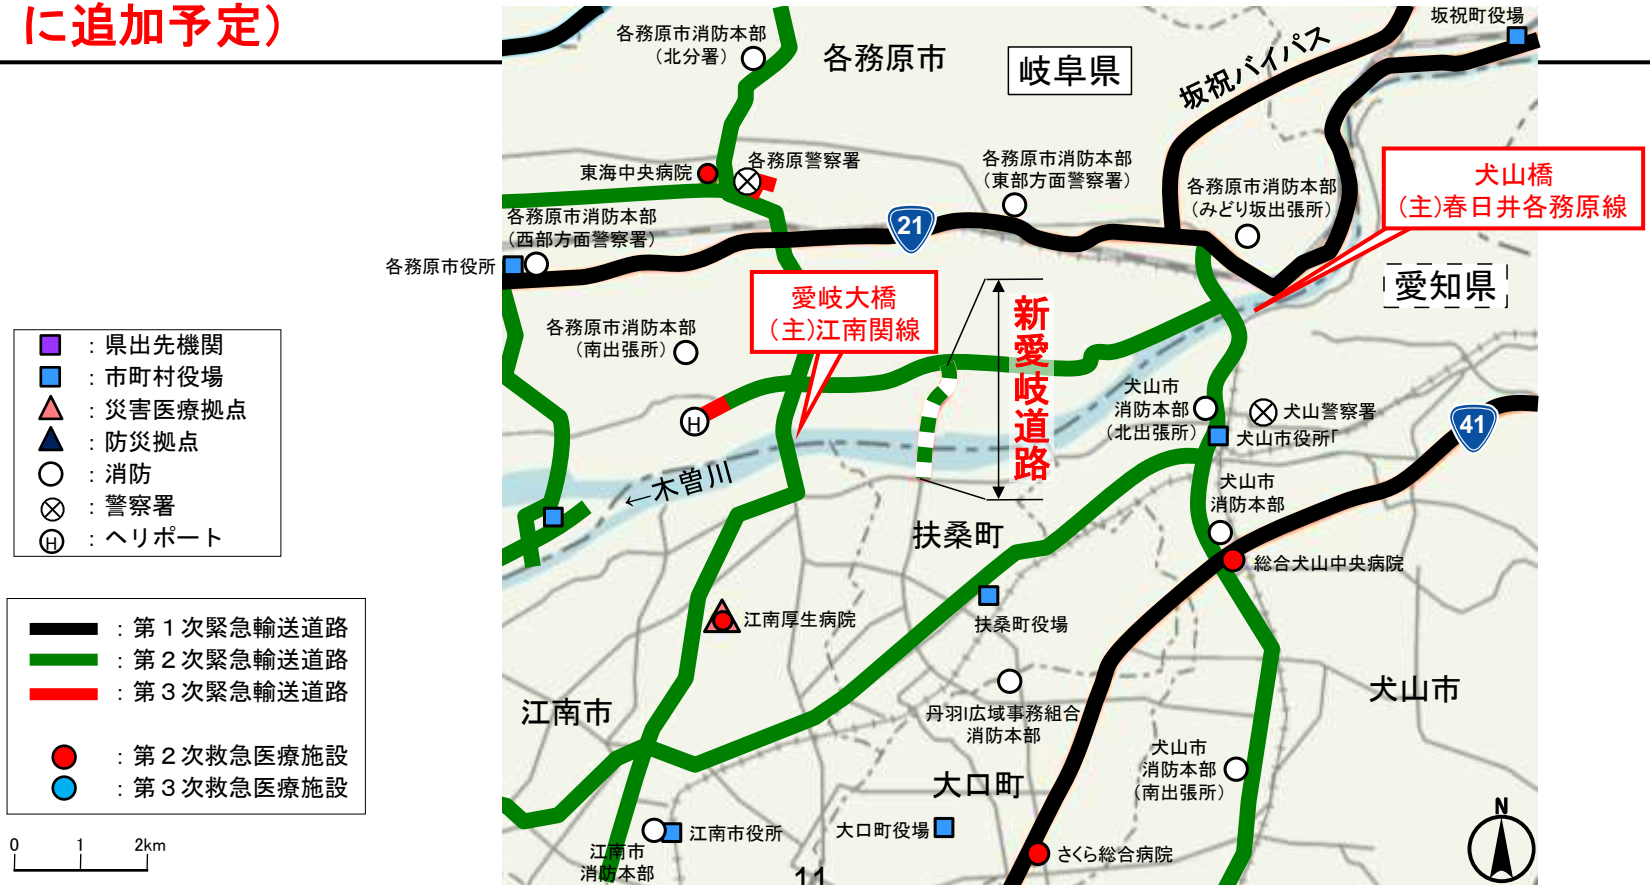 に追加予定）
各務原市消防本部
（北分署）
各務原市
岐阜県
坂祝バイパス
坂祝町役場
東海中央病院
各務原警察署
各務原市消防本部
（東部方面警察署）
各務原市消防本部
（みどり坂出張所）
犬山橋
（主）春日井各務原線
各務原市消防本部
（西部方面警察署）
21
各務原市役所
愛岐大橋
（主）江南関線
新愛岐道路
愛知県
各務原市消防本部
（南出張所）
：県出先機関
：市町村役場
：災害医療拠点
：防災拠点
：消防
：警察署
H
：ヘリポート
H
←木曽川
犬山市
消防本部
（北出張所）
犬山警察署
犬山市役所｢
41
犬山市
消防本部
扶桑町
総合犬山中央病院
江南厚生病院
扶桑町役場
：第１次緊急輸送道路
：第２次緊急輸送道路
：第３次緊急輸送道路
：第２次救急医療施設
：第３次救急医療施設
江南市
丹羽広域事務組合
消防本部
犬山市
犬山市
消防本部
（南出張所）
大口町
大口町役場
江南市役所
江南市
消防本部
さくら総合病院
11
N
0 1 2km